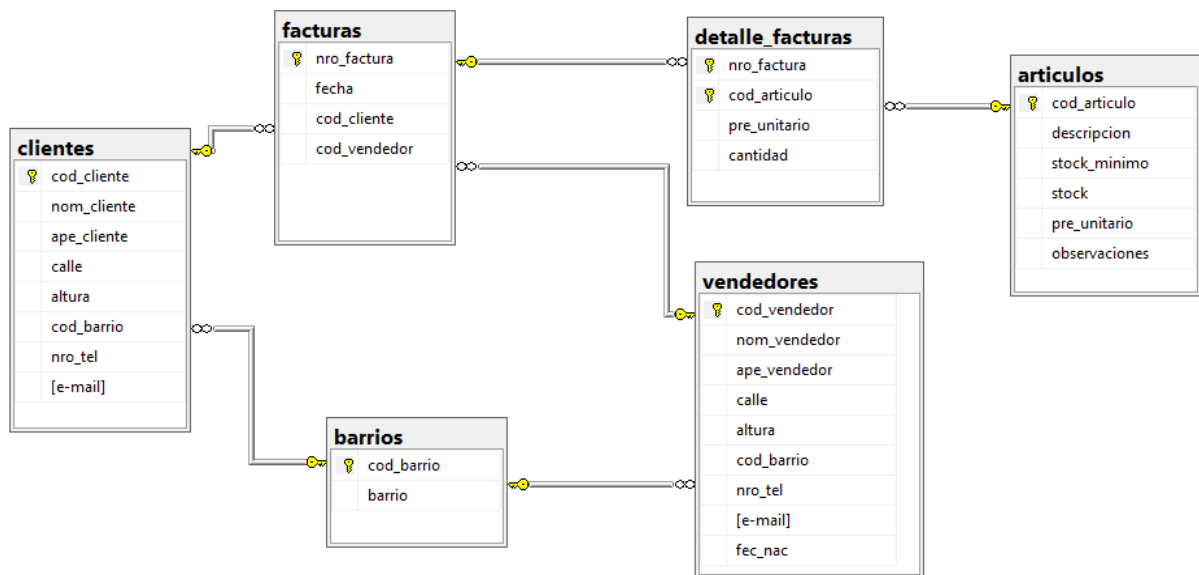 facturas
nro_factura
fecha
cod_cliente
cod_vendedor
detalle_facturas
nro_factura
cod_articulo
pre_unitario
cantidad
articulos
cod_articulo
descripcion
stock_minimo
stock
pre_unitario
observaciones
clientes
cod_cliente
nom_cliente
ape_cliente
calle
altura
cod_barrio
nro_tel
[e-mail]
vendedores
cod_vendedor
nom_vendedor
ape_vendedor
calle
altura
cod_barrio
nro_tel
[e-mail]
fec_nac
barrios
cod_barrio
barrio